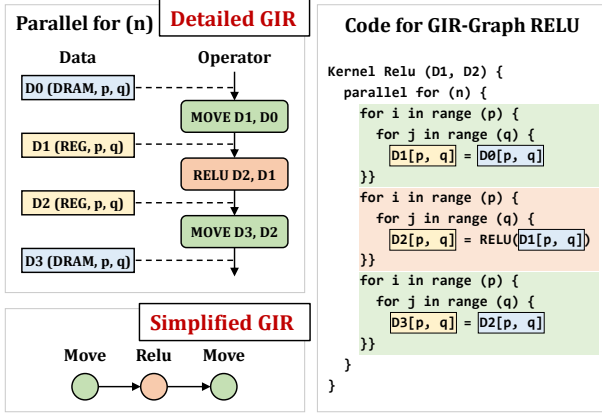 Parallel for (n)
Detailed GIR
Data
Operator
D0 (DRAM, p, q)
MOVE D1, D0
D1 (REG, p, q)
RELU D2, D1
D2 (REG, p, q)
MOVE D3, D2
D3 (DRAM, p, q)
Simplified GIR
Move Relu Move
Code for GIR-Graph RELU
Kernel Relu (D1, D2) {
parallel for (n) {
for i in range (p) {
for j in range (q) {
D1[p, q] = D0[p, q]
}}
for i in range (p) {
for j in range (q) {
D2[p, q] = RELU(D1[p, q])
}}
for i in range (p) {
for j in range (q) {
D3[p, q] = D2[p, q]
}}
}
}